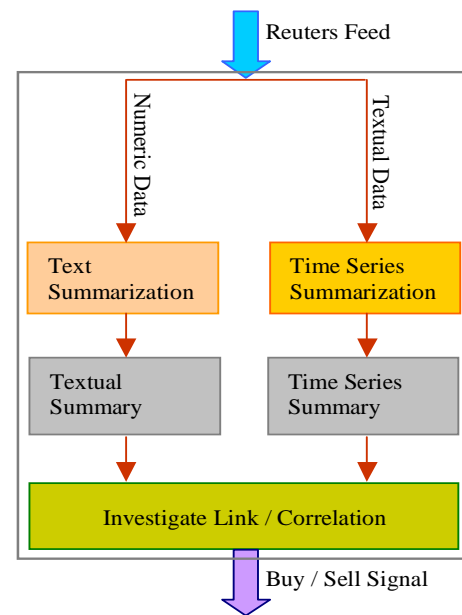 Reuters Feed
Numeric Data
Textual Data
Text
Summarization
Time Series
Summarization
Textual
Summary
Time Series
Summary
Investigate Link / Correlation
Buy / Sell Signal